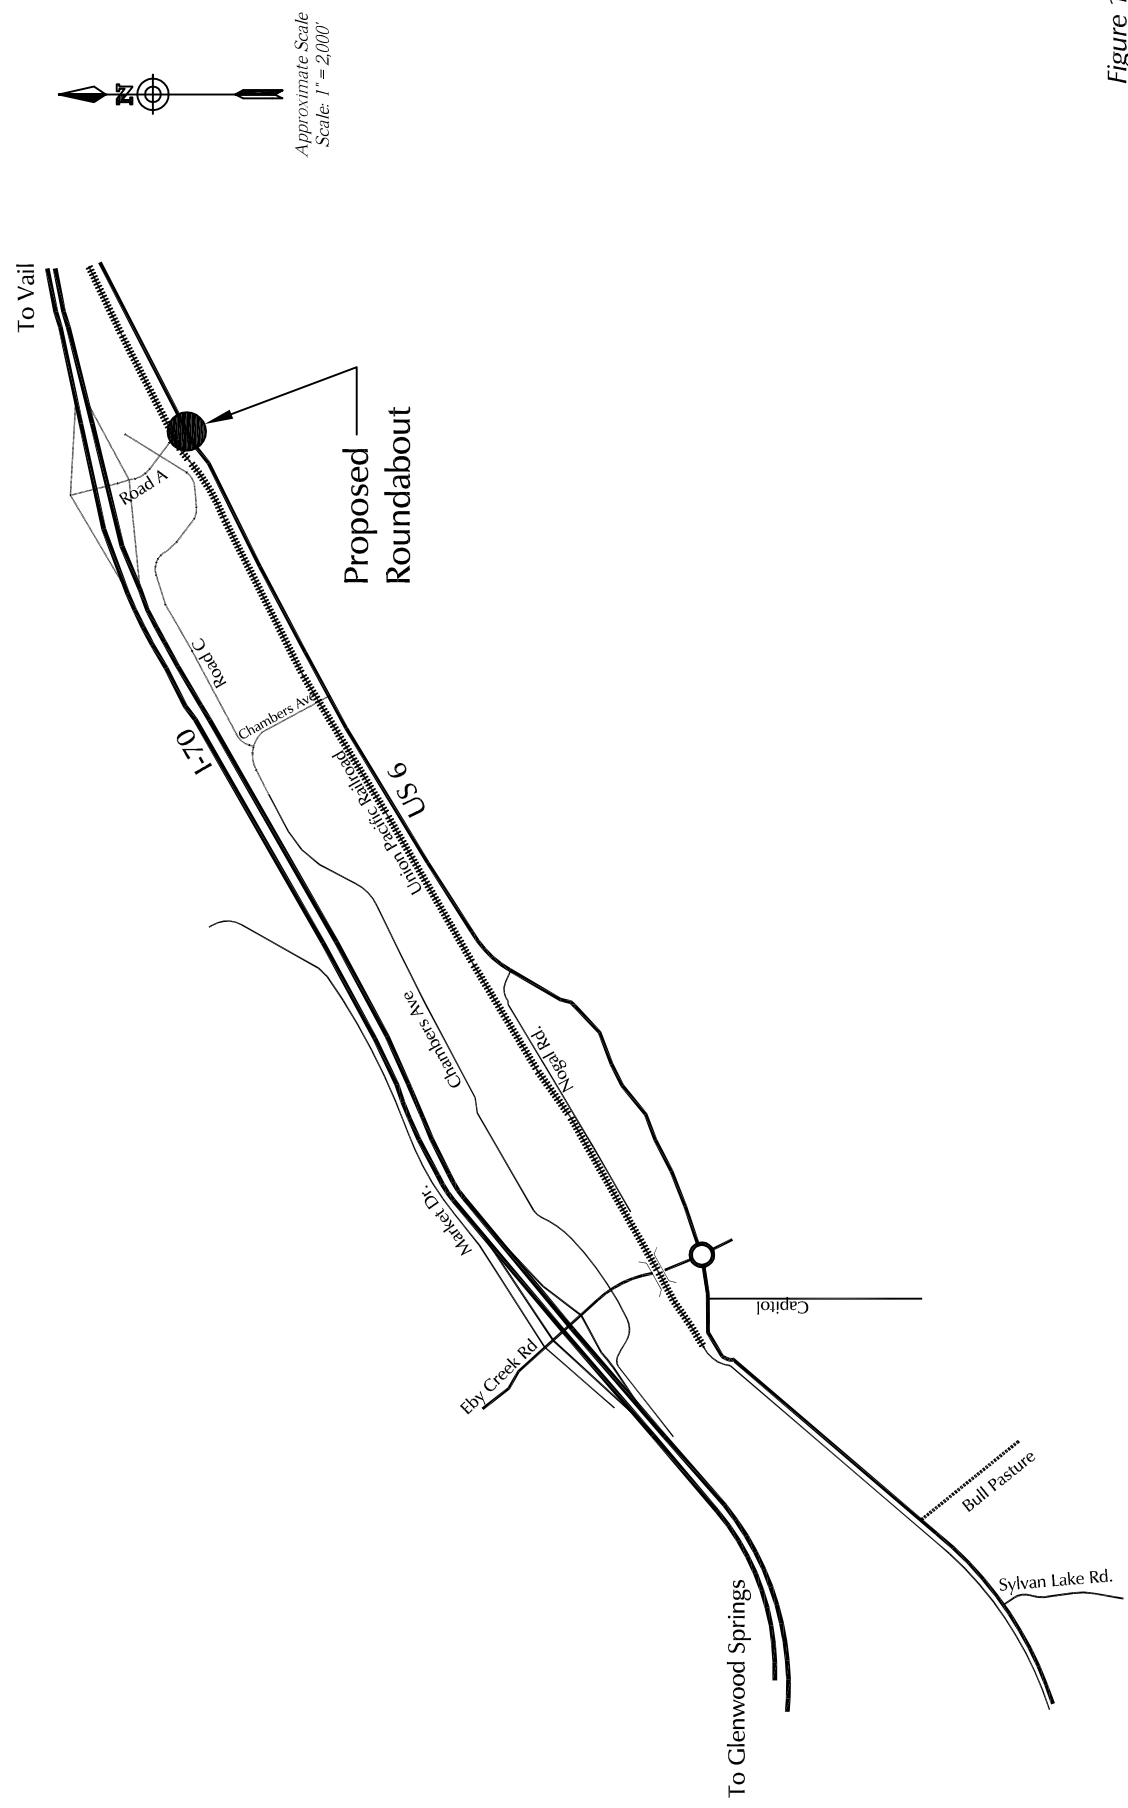 N
Approximate Scale
Scale: 1" = 2,000'
Figure 1
To Vail
Road A
Proposed
Roundabout
Road C
Chambers Ave
I-70
Union Pacific Railroad
US 6
Chambers Ave
Nogal Rd.
Market Dr.
Eby Creek Rd
Capitol
Bull Pasture
Sylvan Lake Rd.
To Glenwood Springs